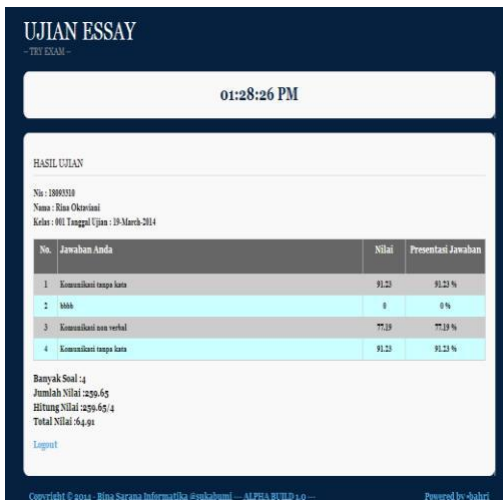 UJIAN ESSAY
-- TRY EXAM --
01:28:26 PM
HASIL UJIAN
Nis : 18093310
Nama : Rina Oktaviani
Kelas : 001 Tanggal Ujian : 19-March-2014
No. Jawaban Anda Nilai Presentasi Jawaban
1 Komunikasi tanpa kata 91.23 91.23 %
2 hhhh 0 0 %
3 Komunikasi non verbal 77.19 77.19 %
4 Komunikasi tanpa kata 91.23 91.23 %
Banyak Soal :4
Jumlah Nilai :259.65
Hitung Nilai :259.65/4
Total Nilai :64.91
Logout
Copyright © 2014 - Bina Sarana Informatika @sukabumi --- ALPHA BUILD 1.0 --- Powered by -bahri